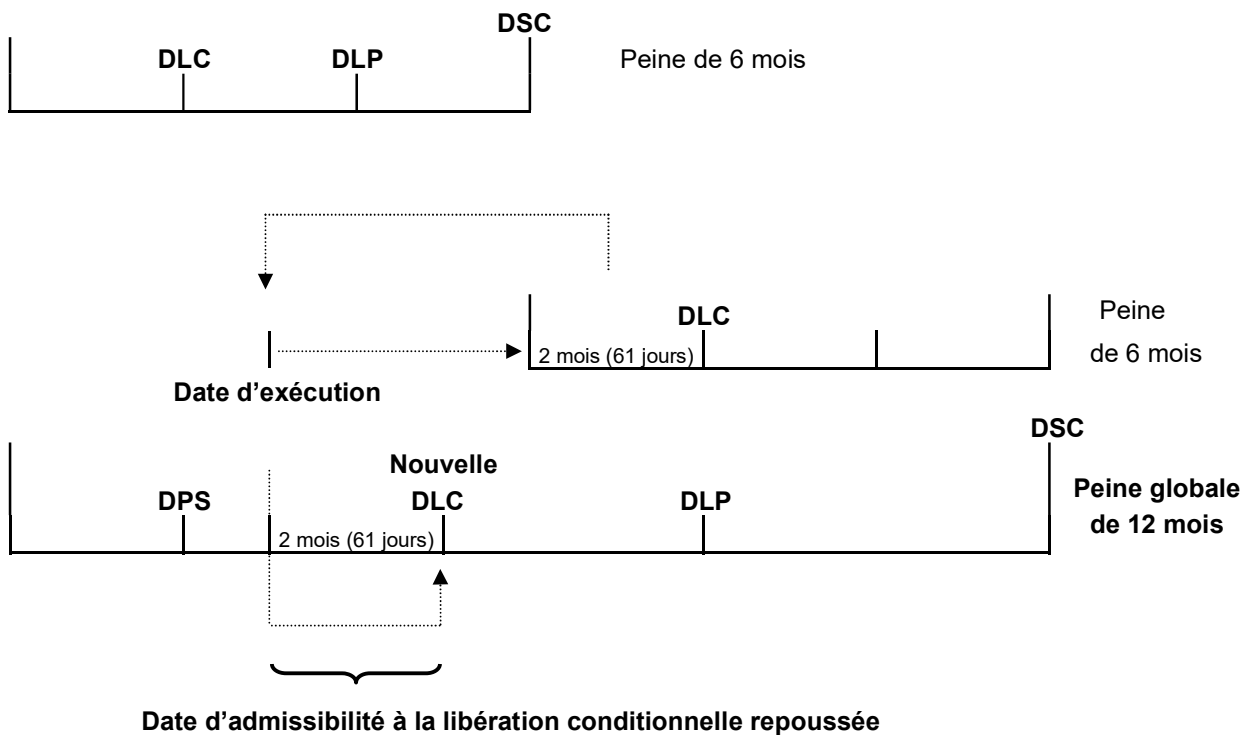 DSC
DLC DLP Peine de 6 mois
DLC Peine
2 mois (61 jours) de 6 mois
Date d’exécution
DSC
Nouvelle Peine globale
DPS DLC DLP de 12 mois
2 mois (61 jours)
Date d’admissibilité à la libération conditionnelle repoussée